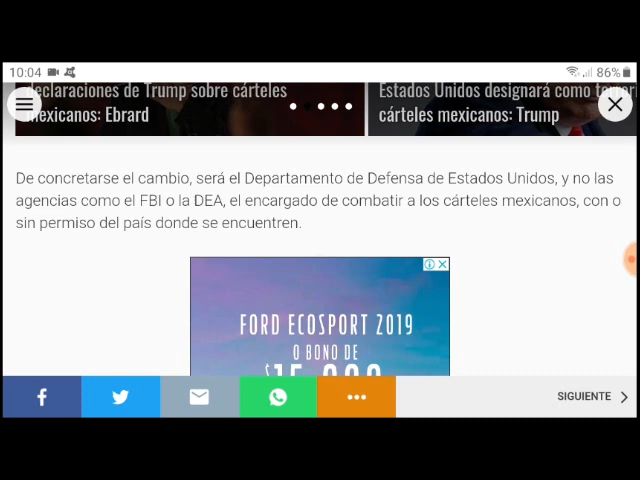 10:04
86%
declaraciones de Trump sobre cárteles
mexicanos: Ebrard
Estados Unidos designará como
cárteles mexicanos: Trump
De concretarse el cambio, será el Departamento de Defensa de Estados Unidos, y no las
agencias como el FBI o la DEA, el encargado de combatir a los cárteles mexicanos, con o
sin permiso del país donde se encuentren.
FORD ECOSPORT 2019
O BONO DE
SIGUIENTE